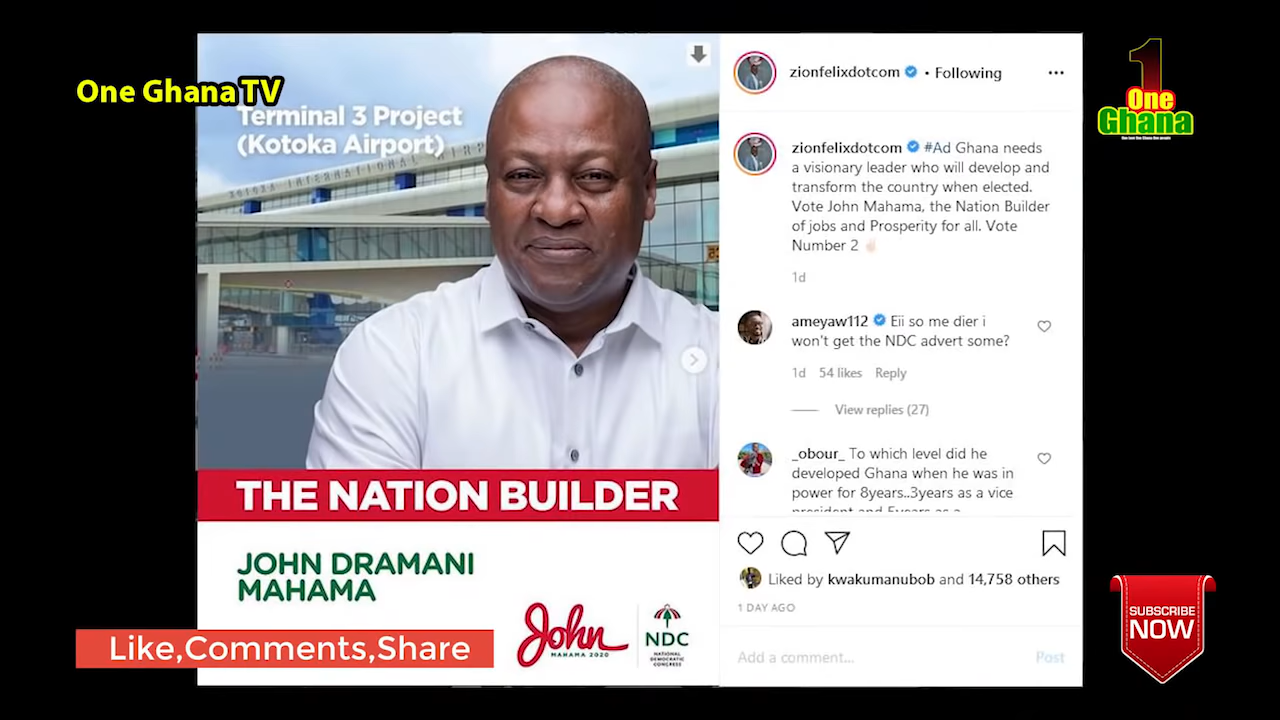 One Ghana TV
Terminal 3 Project
(Kotoka Airport)
THE NATION BUILDER
JOHN DRAMANI
MAHAMA
John
MAHAMA 2020
NDC
NATIONAL
DEMOCRATIC
CONGRESS
Like,Comments,Share
zionfelixdotcom • Following
zionfelixdotcom #Ad Ghana needs
a visionary leader who will develop and
transform the country when elected.
Vote John Mahama, the Nation Builder
of jobs and Prosperity for all. Vote
Number 2 ✌🏻
1d
ameyaw112 Eii so me dier i
won't get the NDC advert some?
1d 54 likes Reply
View replies (27)
_obour_ To which level did he
developed Ghana when he was in
power for 8years..3years as a vice
president and 5years as a
Liked by kwakumanubob and 14,758 others
1 DAY AGO
Add a comment...
Post
1
One
Ghana
SUBSCRIBE
NOW